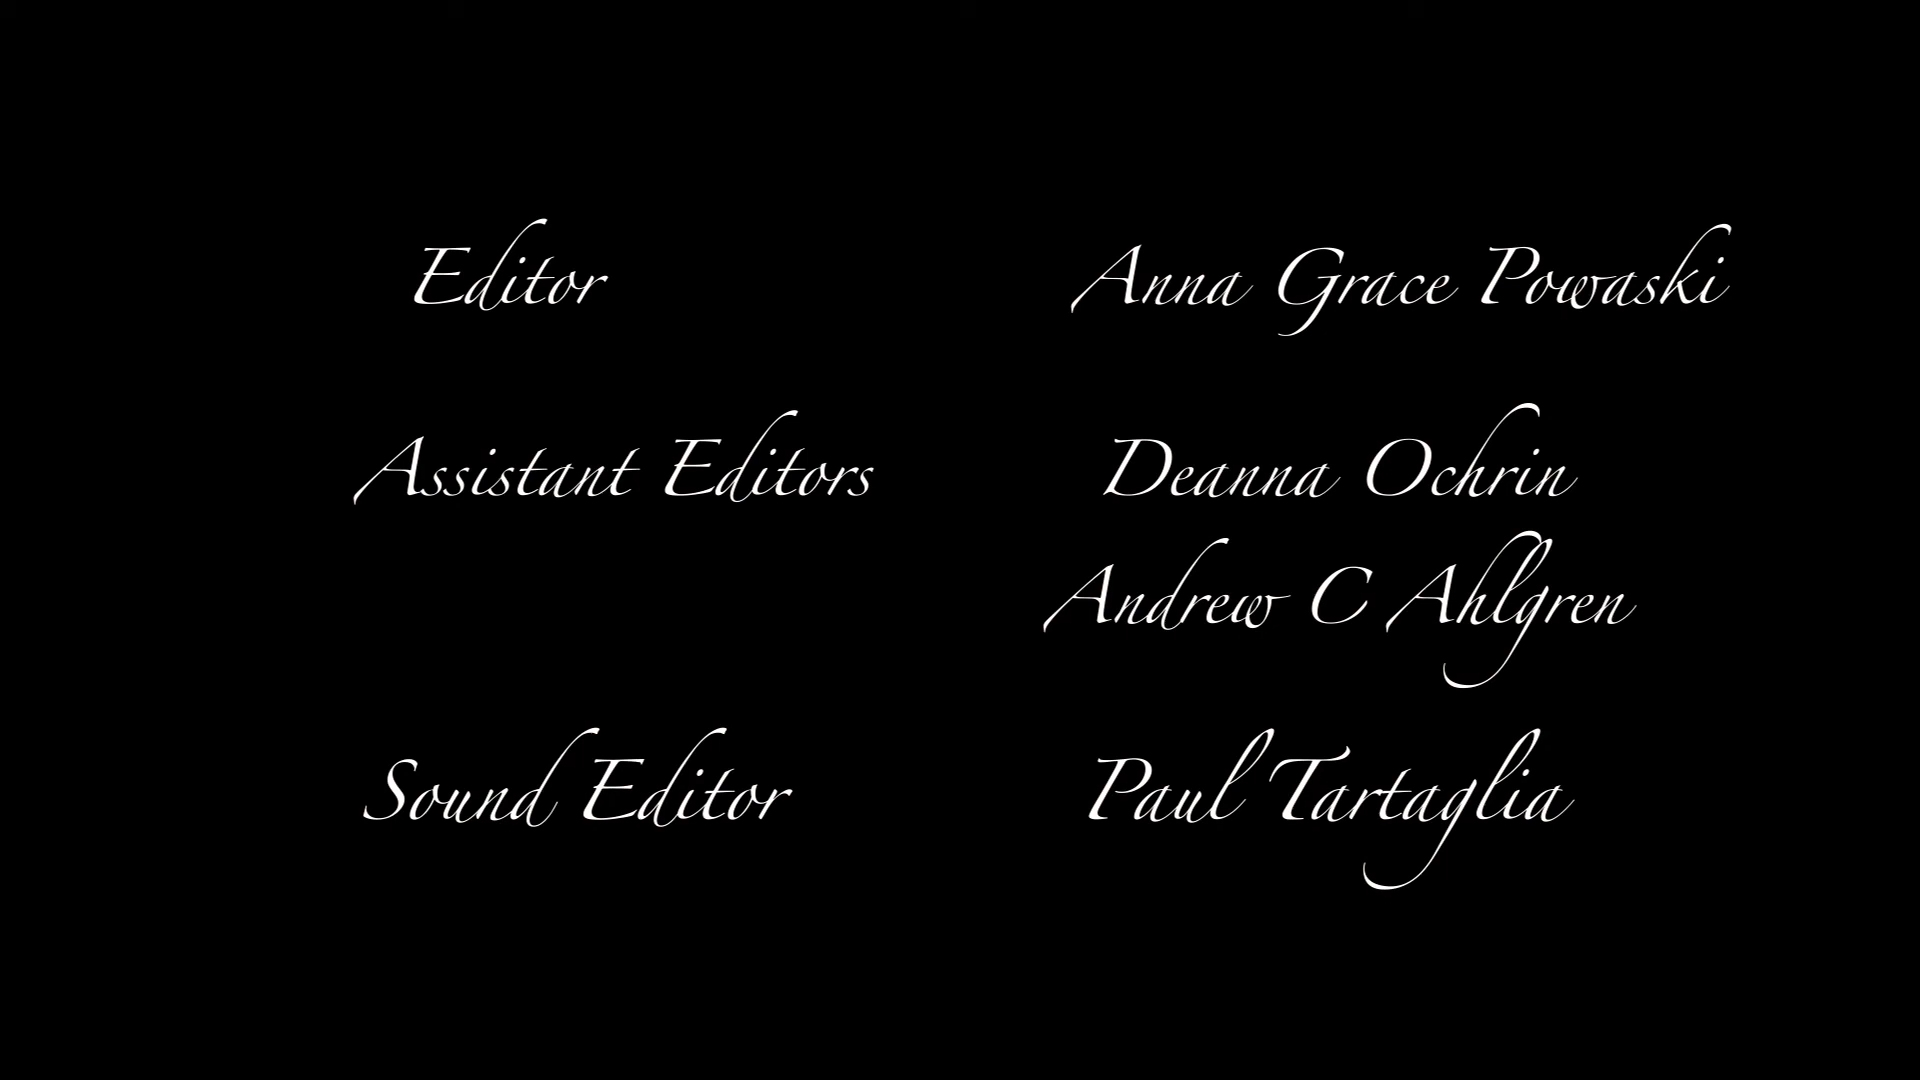 Editor Anna Grace Powaski
Assistant Editors Deanna Ochrin
Andrew C Ahlgren
Sound Editor Paul Tartaglia